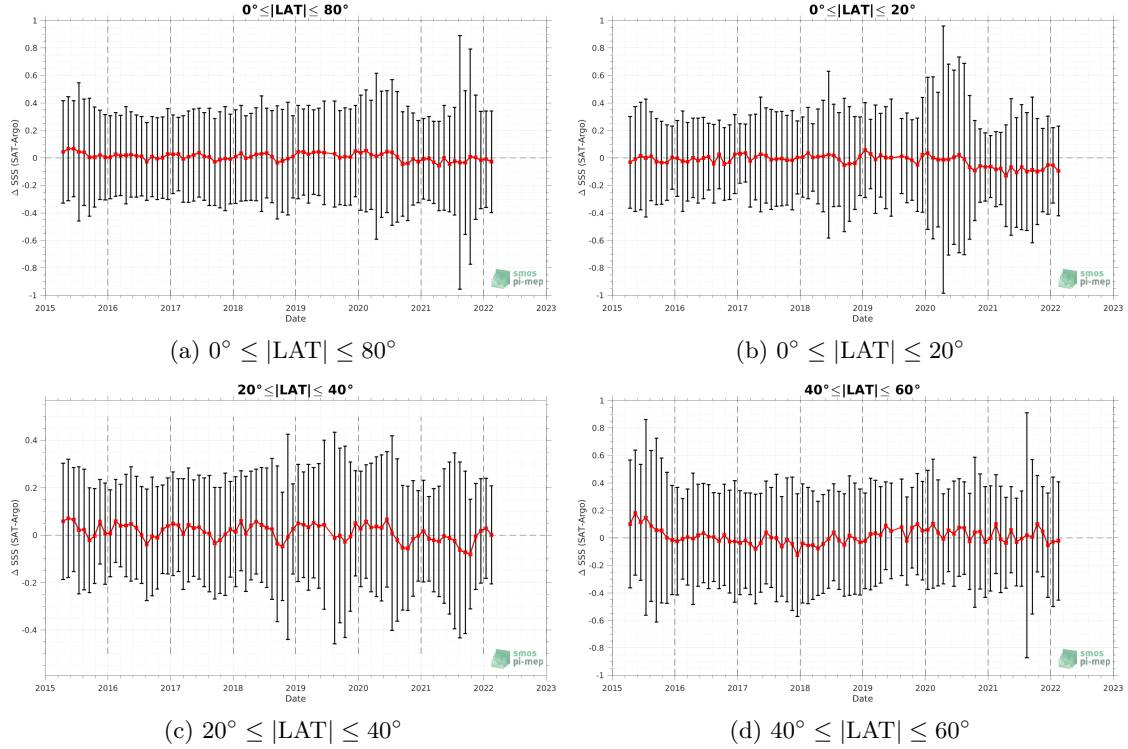 0°≤|LAT|≤ 80°
1
0.8
0.6
0.4
0.2
0
-0.2
-0.4
-0.6
-0.8
-1
Δ SSS (SAT-Argo)
2015 2016 2017 2018 2019 2020 2021 2022 2023
Date
smos
pi-mep
(a) 0° ≤ |LAT| ≤ 80°
0°≤|LAT|≤ 20°
1
0.8
0.6
0.4
0.2
0
-0.2
-0.4
-0.6
-0.8
-1
Δ SSS (SAT-Argo)
2015 2016 2017 2018 2019 2020 2021 2022 2023
Date
smos
pi-mep
(b) 0° ≤ |LAT| ≤ 20°
20°≤|LAT|≤ 40°
0.4
0.2
0
-0.2
-0.4
Δ SSS (SAT-Argo)
2015 2016 2017 2018 2019 2020 2021 2022 2023
Date
smos
pi-mep
(c) 20° ≤ |LAT| ≤ 40°
40°≤|LAT|≤ 60°
1
0.8
0.6
0.4
0.2
0
-0.2
-0.4
-0.6
-0.8
-1
Δ SSS (SAT-Argo)
2015 2016 2017 2018 2019 2020 2021 2022 2023
Date
smos
pi-mep
(d) 40° ≤ |LAT| ≤ 60°